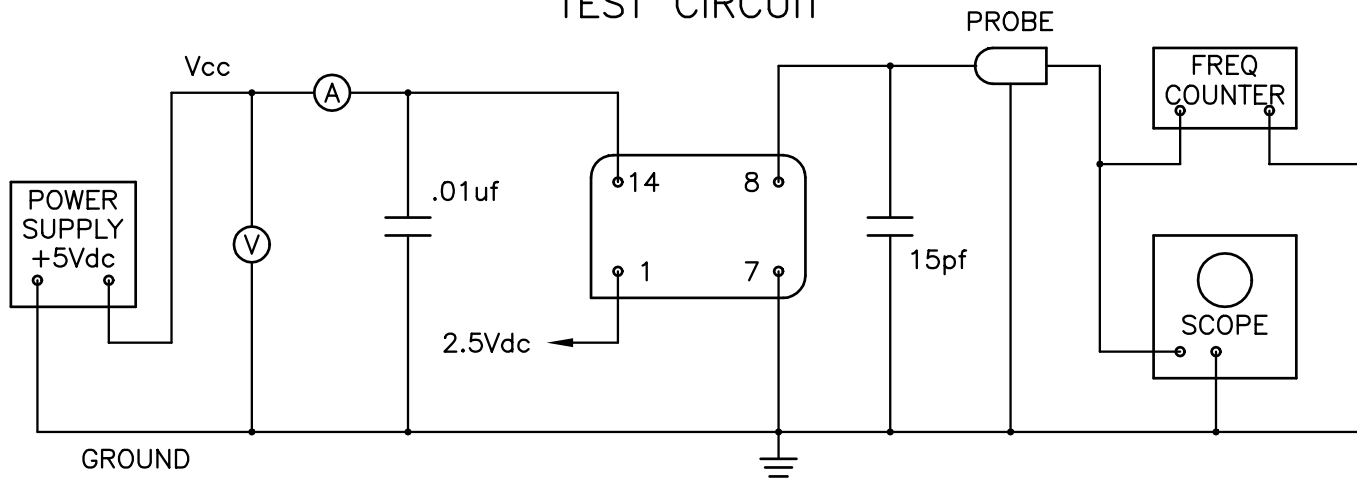 TEST CIRCUIT
PROBE
Vcc
A
FREQ
COUNTER
POWER
SUPPLY
+5Vdc
.01uf
14
8
V
1
7
15pf
2.5Vdc
SCOPE
GROUND